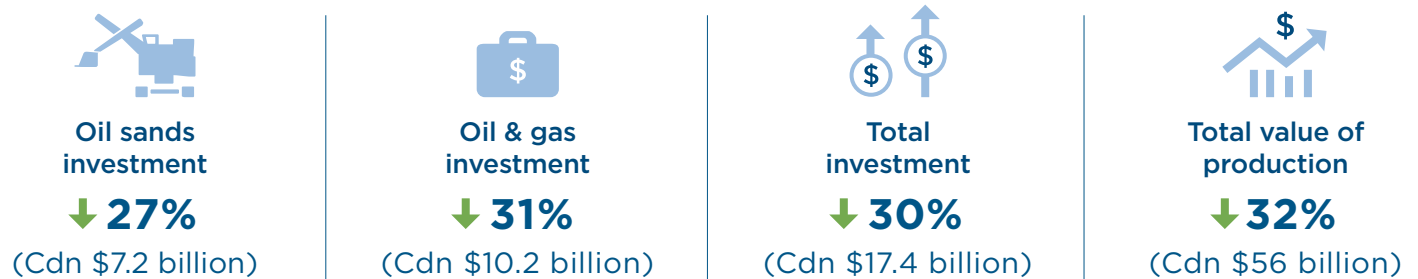 $
$
$
$
Oil sands
investment
27%
(Cdn $7.2 billion)
Oil & gas
investment
31%
(Cdn $10.2 billion)
Total
investment
30%
(Cdn $17.4 billion)
Total value of
production
32%
(Cdn $56 billion)